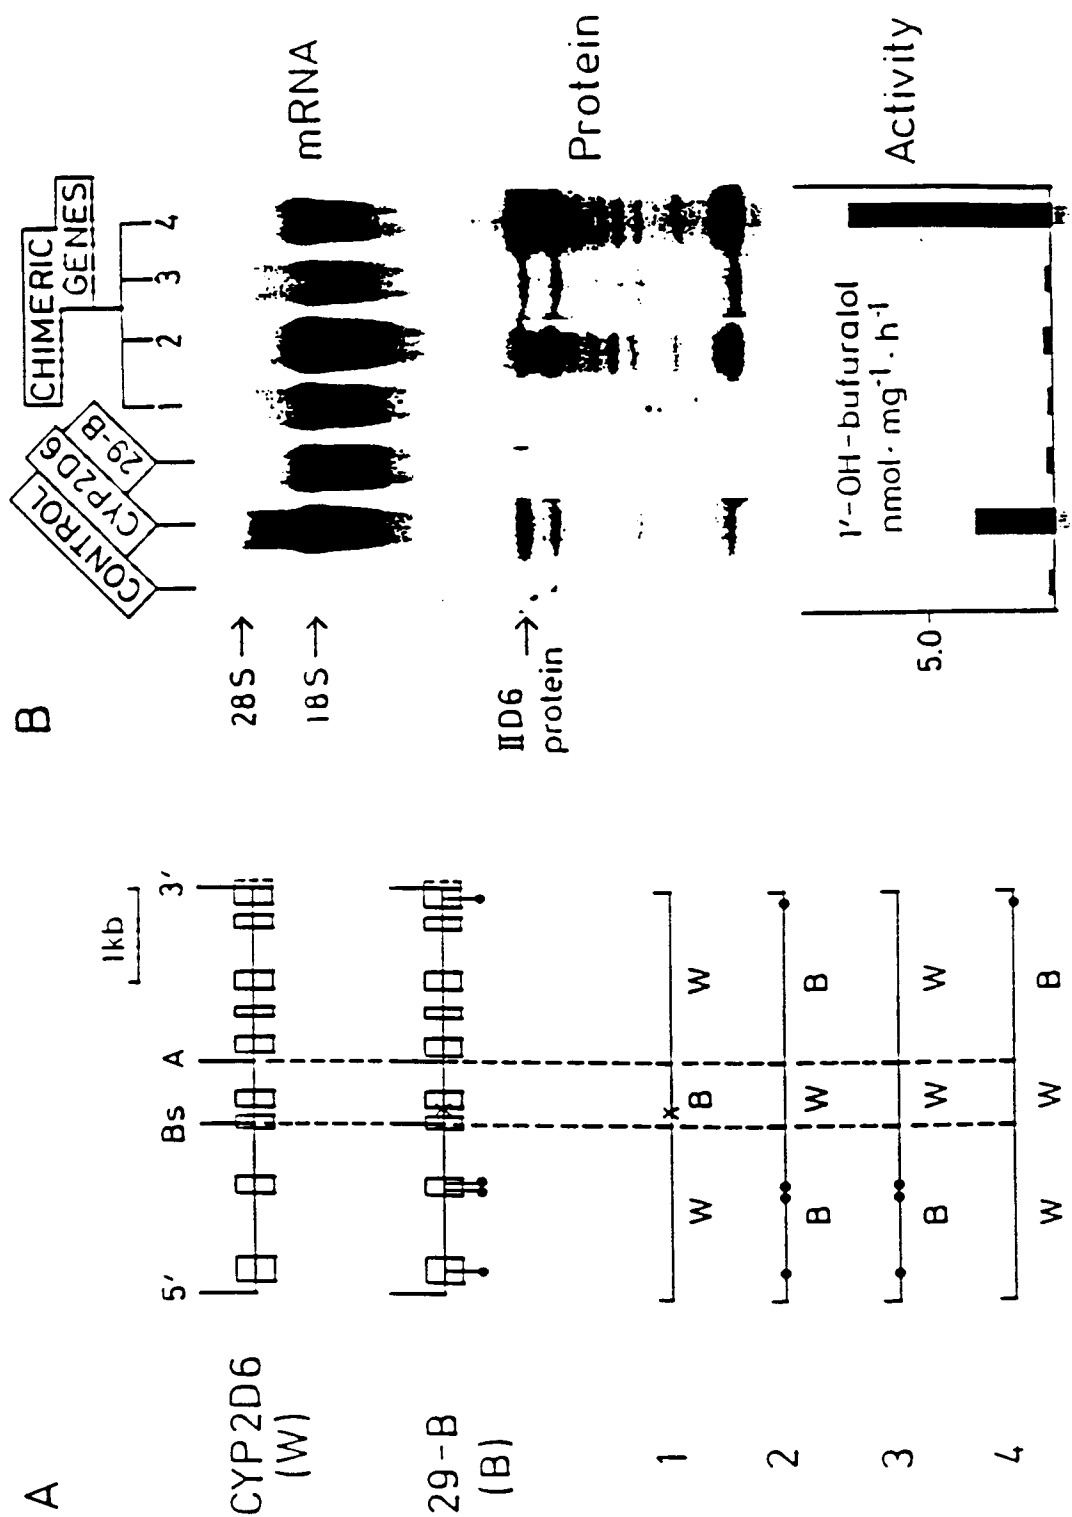 A
1kb
5′
Bs
A
3′
CYP2D6
(W)
29-B
(B)
1
W
B
W
2
B
W
B
3
B
W
W
4
W
W
B
B
CONTROL
CYP2D6
29-B
CHIMERIC
GENES
1
2
3
4
28S →
18S →
mRNA
IID6 →
protein
Protein
1′-OH-bufuralol
nmol·mg⁻¹·h⁻¹
5.0
Activity